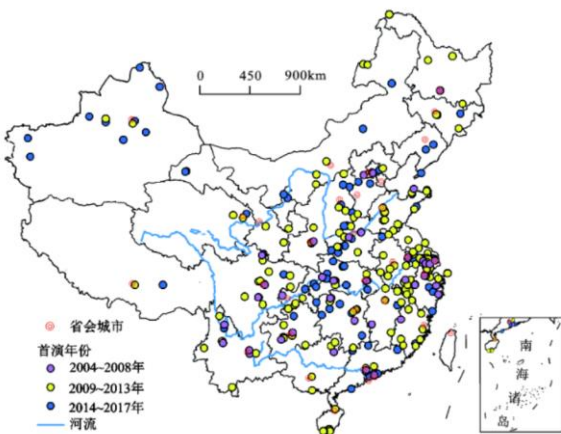 0 450 900km
省会城市
首演年份
2004~2008年
2009~2013年
2014~2017年
河流
南
海
诸
岛